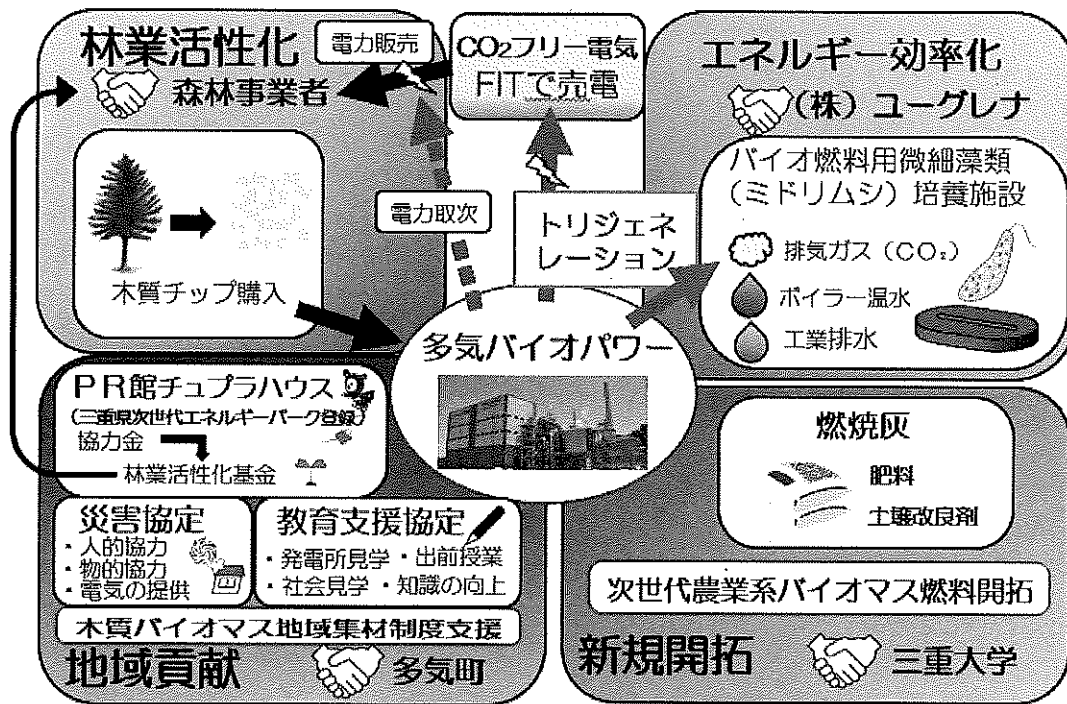 林業活性化
森林事業者
電力販売
CO₂フリー電気
FITで売電
木質チップ購入
電力取次
トリジェネ
レーション
エネルギー効率化
(株) ユーグレナ
バイオ燃料用微細藻類
(ミドリムシ) 培養施設
排気ガス (CO₂)
ボイラー温水
工業排水
多気バイオパワー
PR館チュプラハウス
(三重県次世代エネルギーパーク登録)
協力金
林業活性化基金
災害協定
・人的協力
・物的協力
・電気の提供
教育支援協定
・発電所見学 ・出前授業
・社会見学 ・知識の向上
木質バイオマス地域集材制度支援
地域貢献
多気町
燃焼灰
肥料
土壌改良剤
次世代農業系バイオマス燃料開拓
新規開拓
三重大学